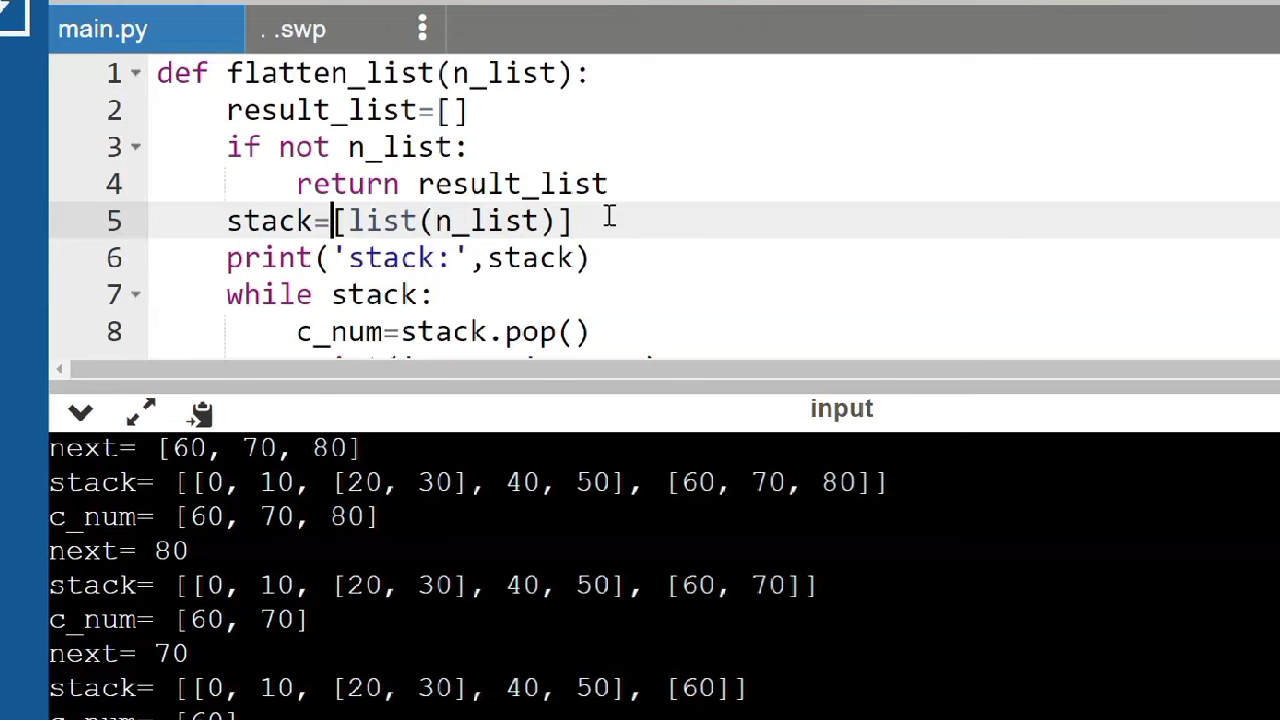 main.py
. .swp
1 def flatten_list(n_list):
2 result_list=[]
3 if not n_list:
4 return result_list
5 stack=[list(n_list)]
6 print('stack:',stack)
7 while stack:
8 c_num=stack.pop()
input
next= [60, 70, 80]
stack= [[0, 10, [20, 30], 40, 50], [60, 70, 80]]
c_num= [60, 70, 80]
next= 80
stack= [[0, 10, [20, 30], 40, 50], [60, 70]]
c_num= [60, 70]
next= 70
stack= [[0, 10, [20, 30], 40, 50], [60]]
c_num= [60]